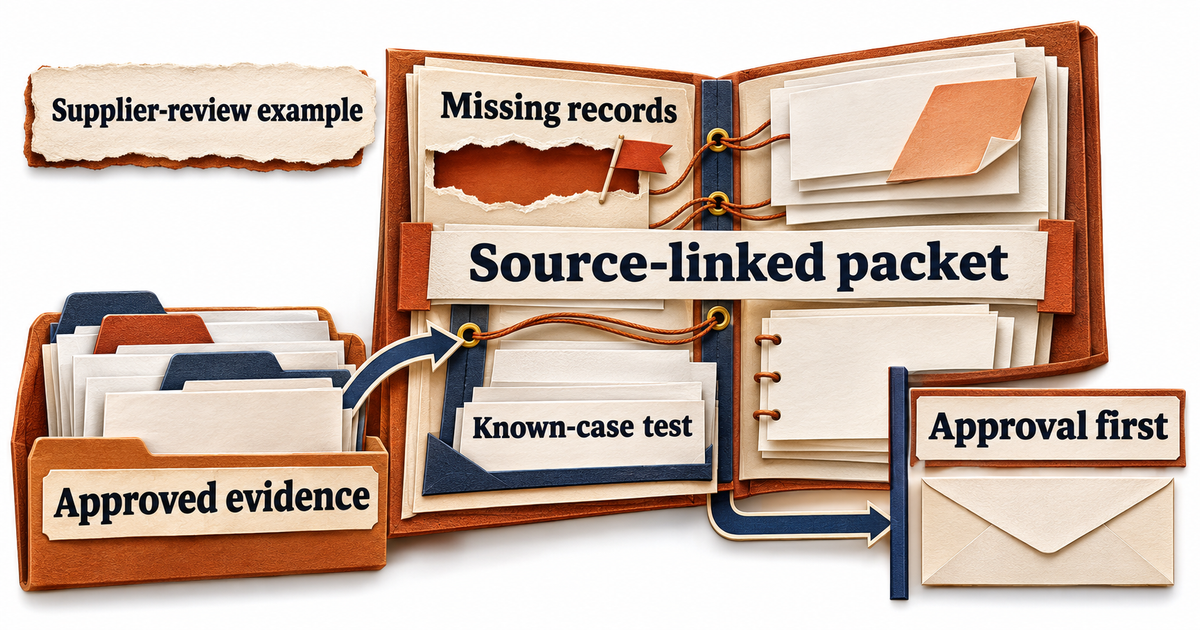 Supplier-review example
Missing records
Source-linked packet
Known-case test
Approved evidence
Approval first